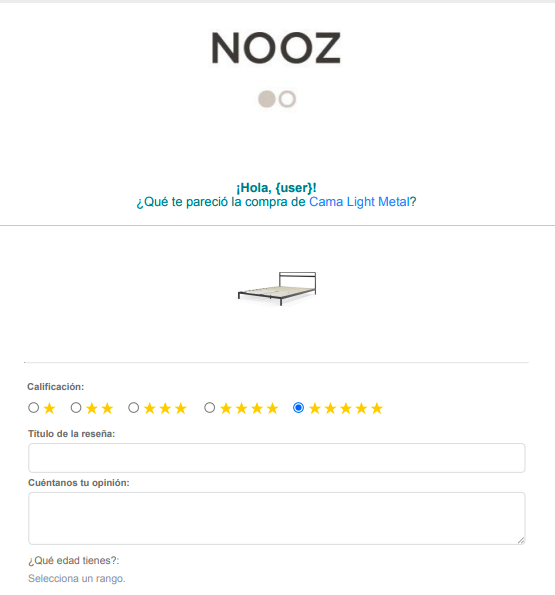 NOOZ
¡Hola, {user}!
¿Qué te pareció la compra de Cama Light Metal?
Calificación:
Título de la reseña:
Cuéntanos tu opinión:
¿Qué edad tienes?:
Selecciona un rango.